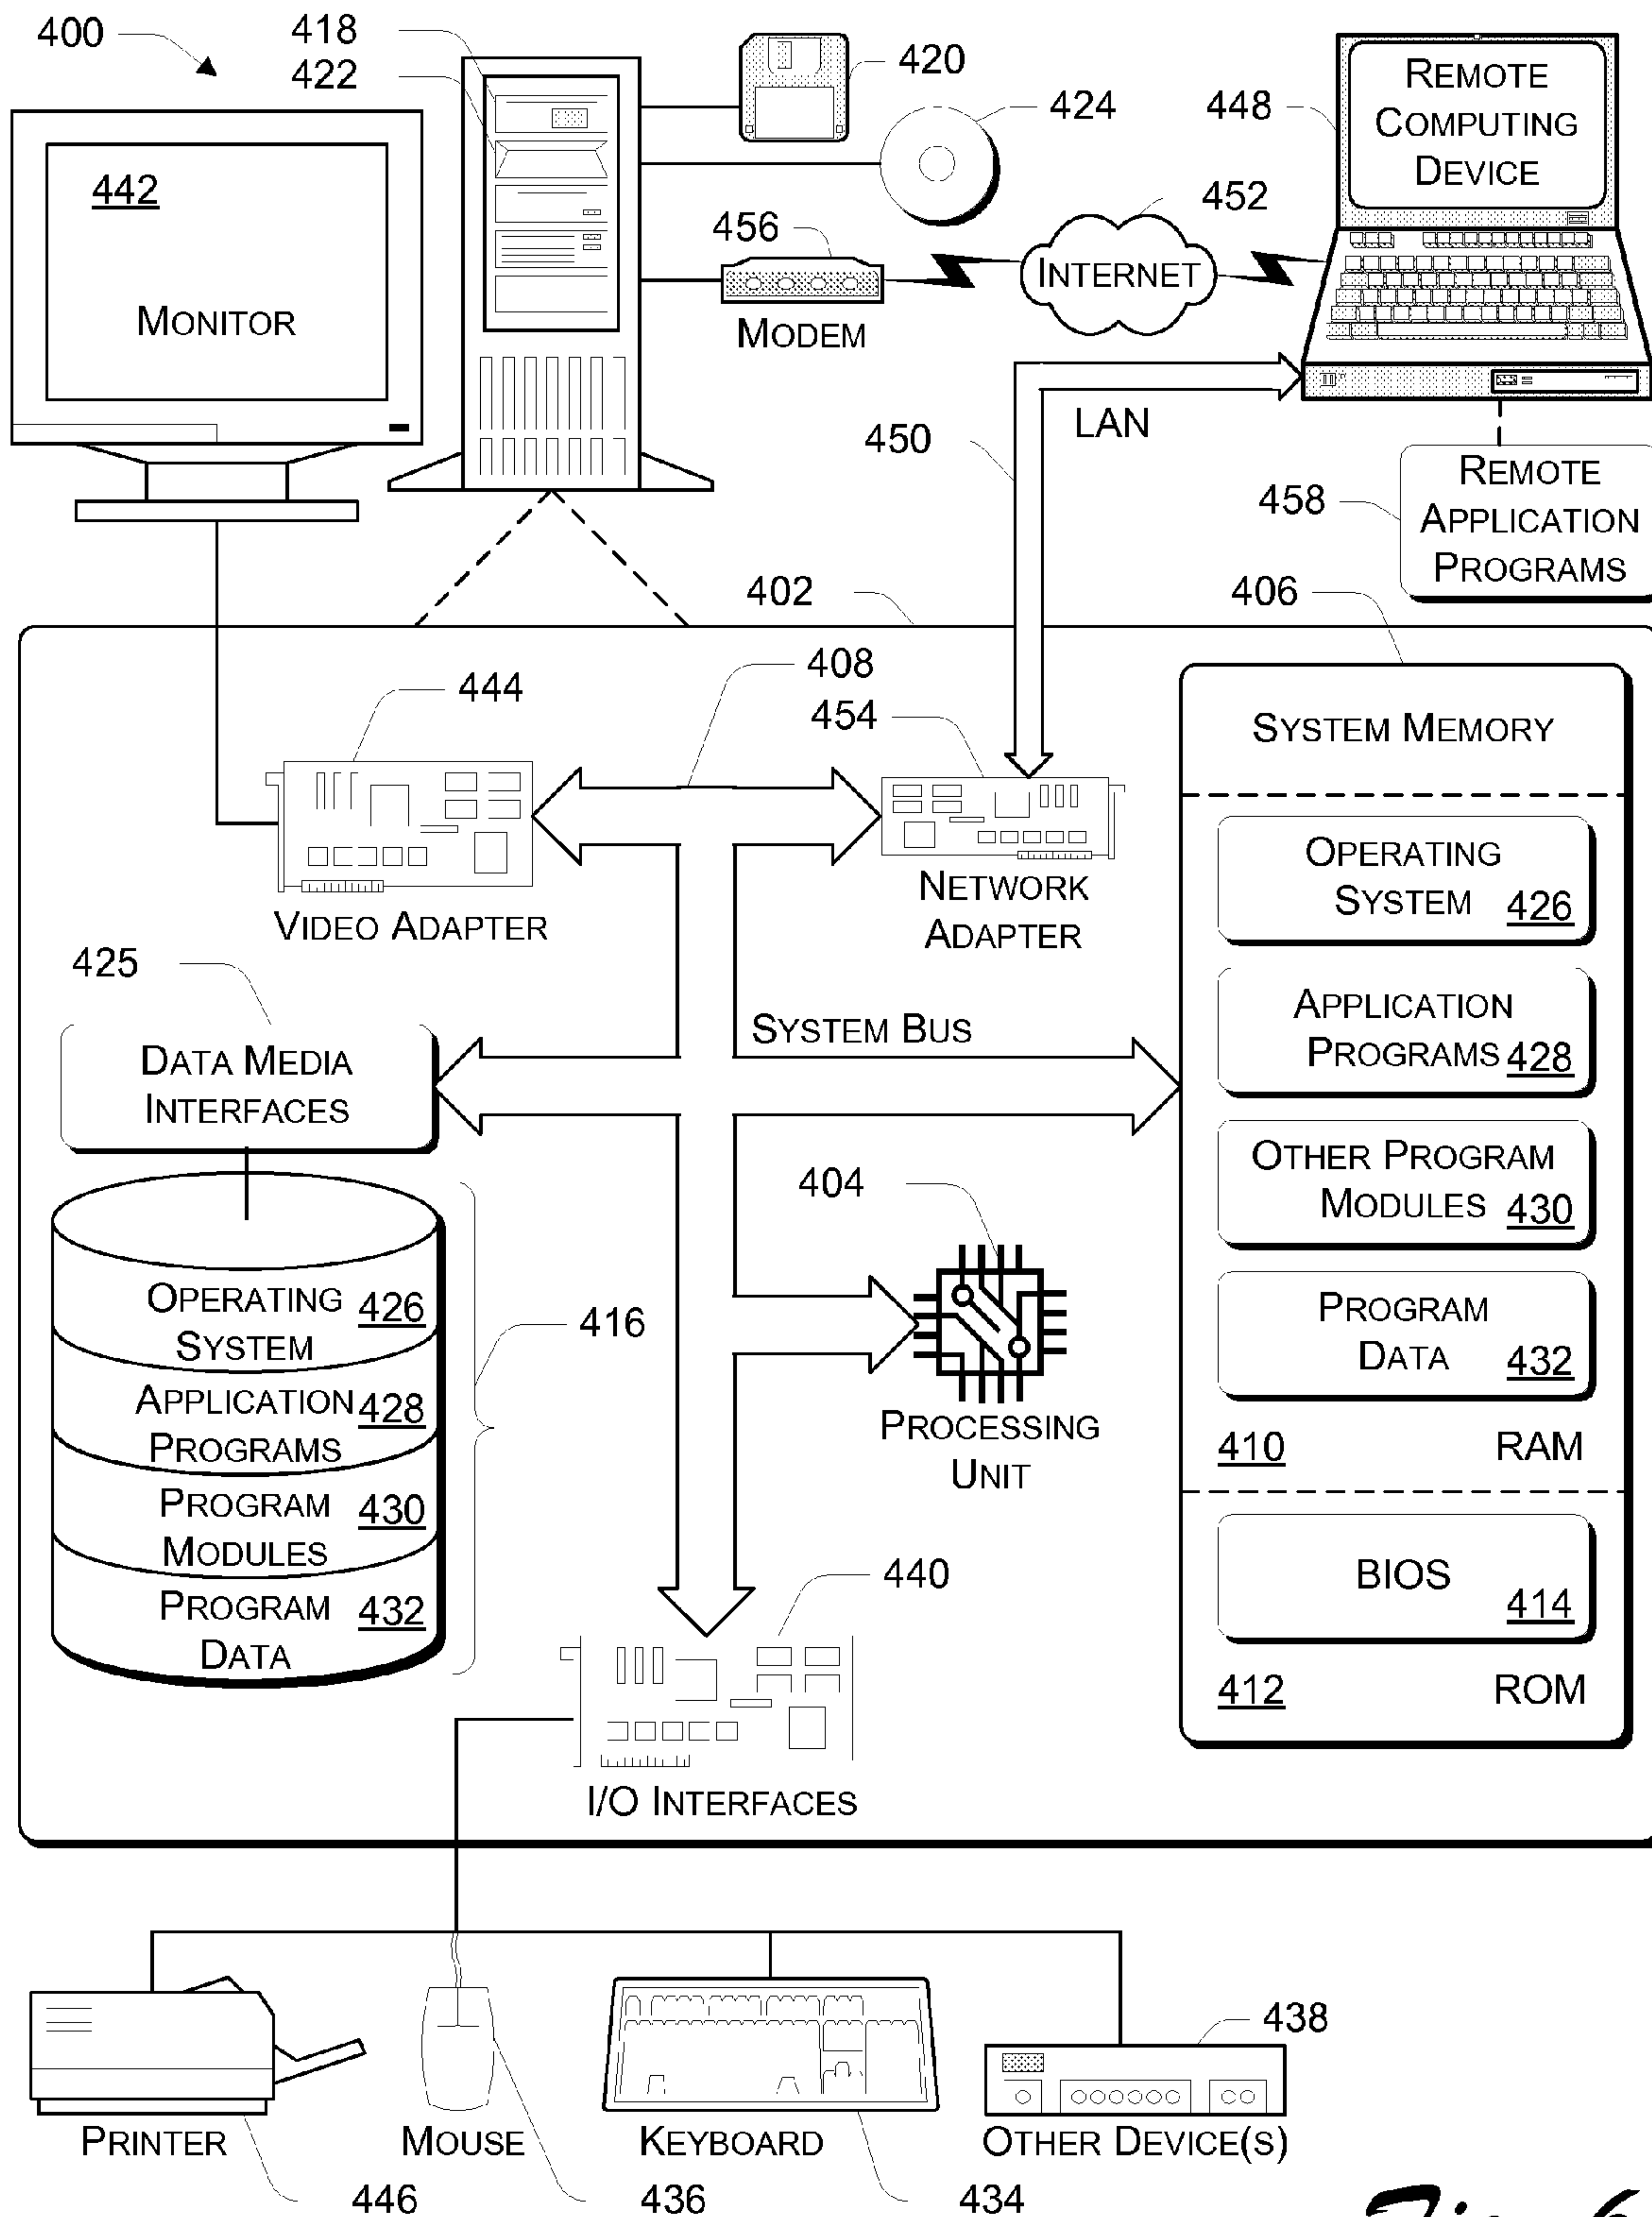 400
418
422
420
424
448
REMOTE
COMPUTING
DEVICE
442
MONITOR
456
MODEM
452
INTERNET
LAN
450
458
REMOTE
APPLICATION
PROGRAMS
402
406
408
444
454
SYSTEM MEMORY
VIDEO ADAPTER
NETWORK
ADAPTER
OPERATING
SYSTEM 426
425
DATA MEDIA
INTERFACES
SYSTEM BUS
APPLICATION
PROGRAMS 428
OTHER PROGRAM
MODULES 430
404
PROCESSING
UNIT
PROGRAM
DATA 432
410 RAM
OPERATING 426
SYSTEM
APPLICATION 428
PROGRAMS
PROGRAM 430
MODULES
PROGRAM 432
DATA
416
440
I/O INTERFACES
BIOS
414
412 ROM
438
PRINTER
MOUSE
KEYBOARD
OTHER DEVICE(S)
446
436
434